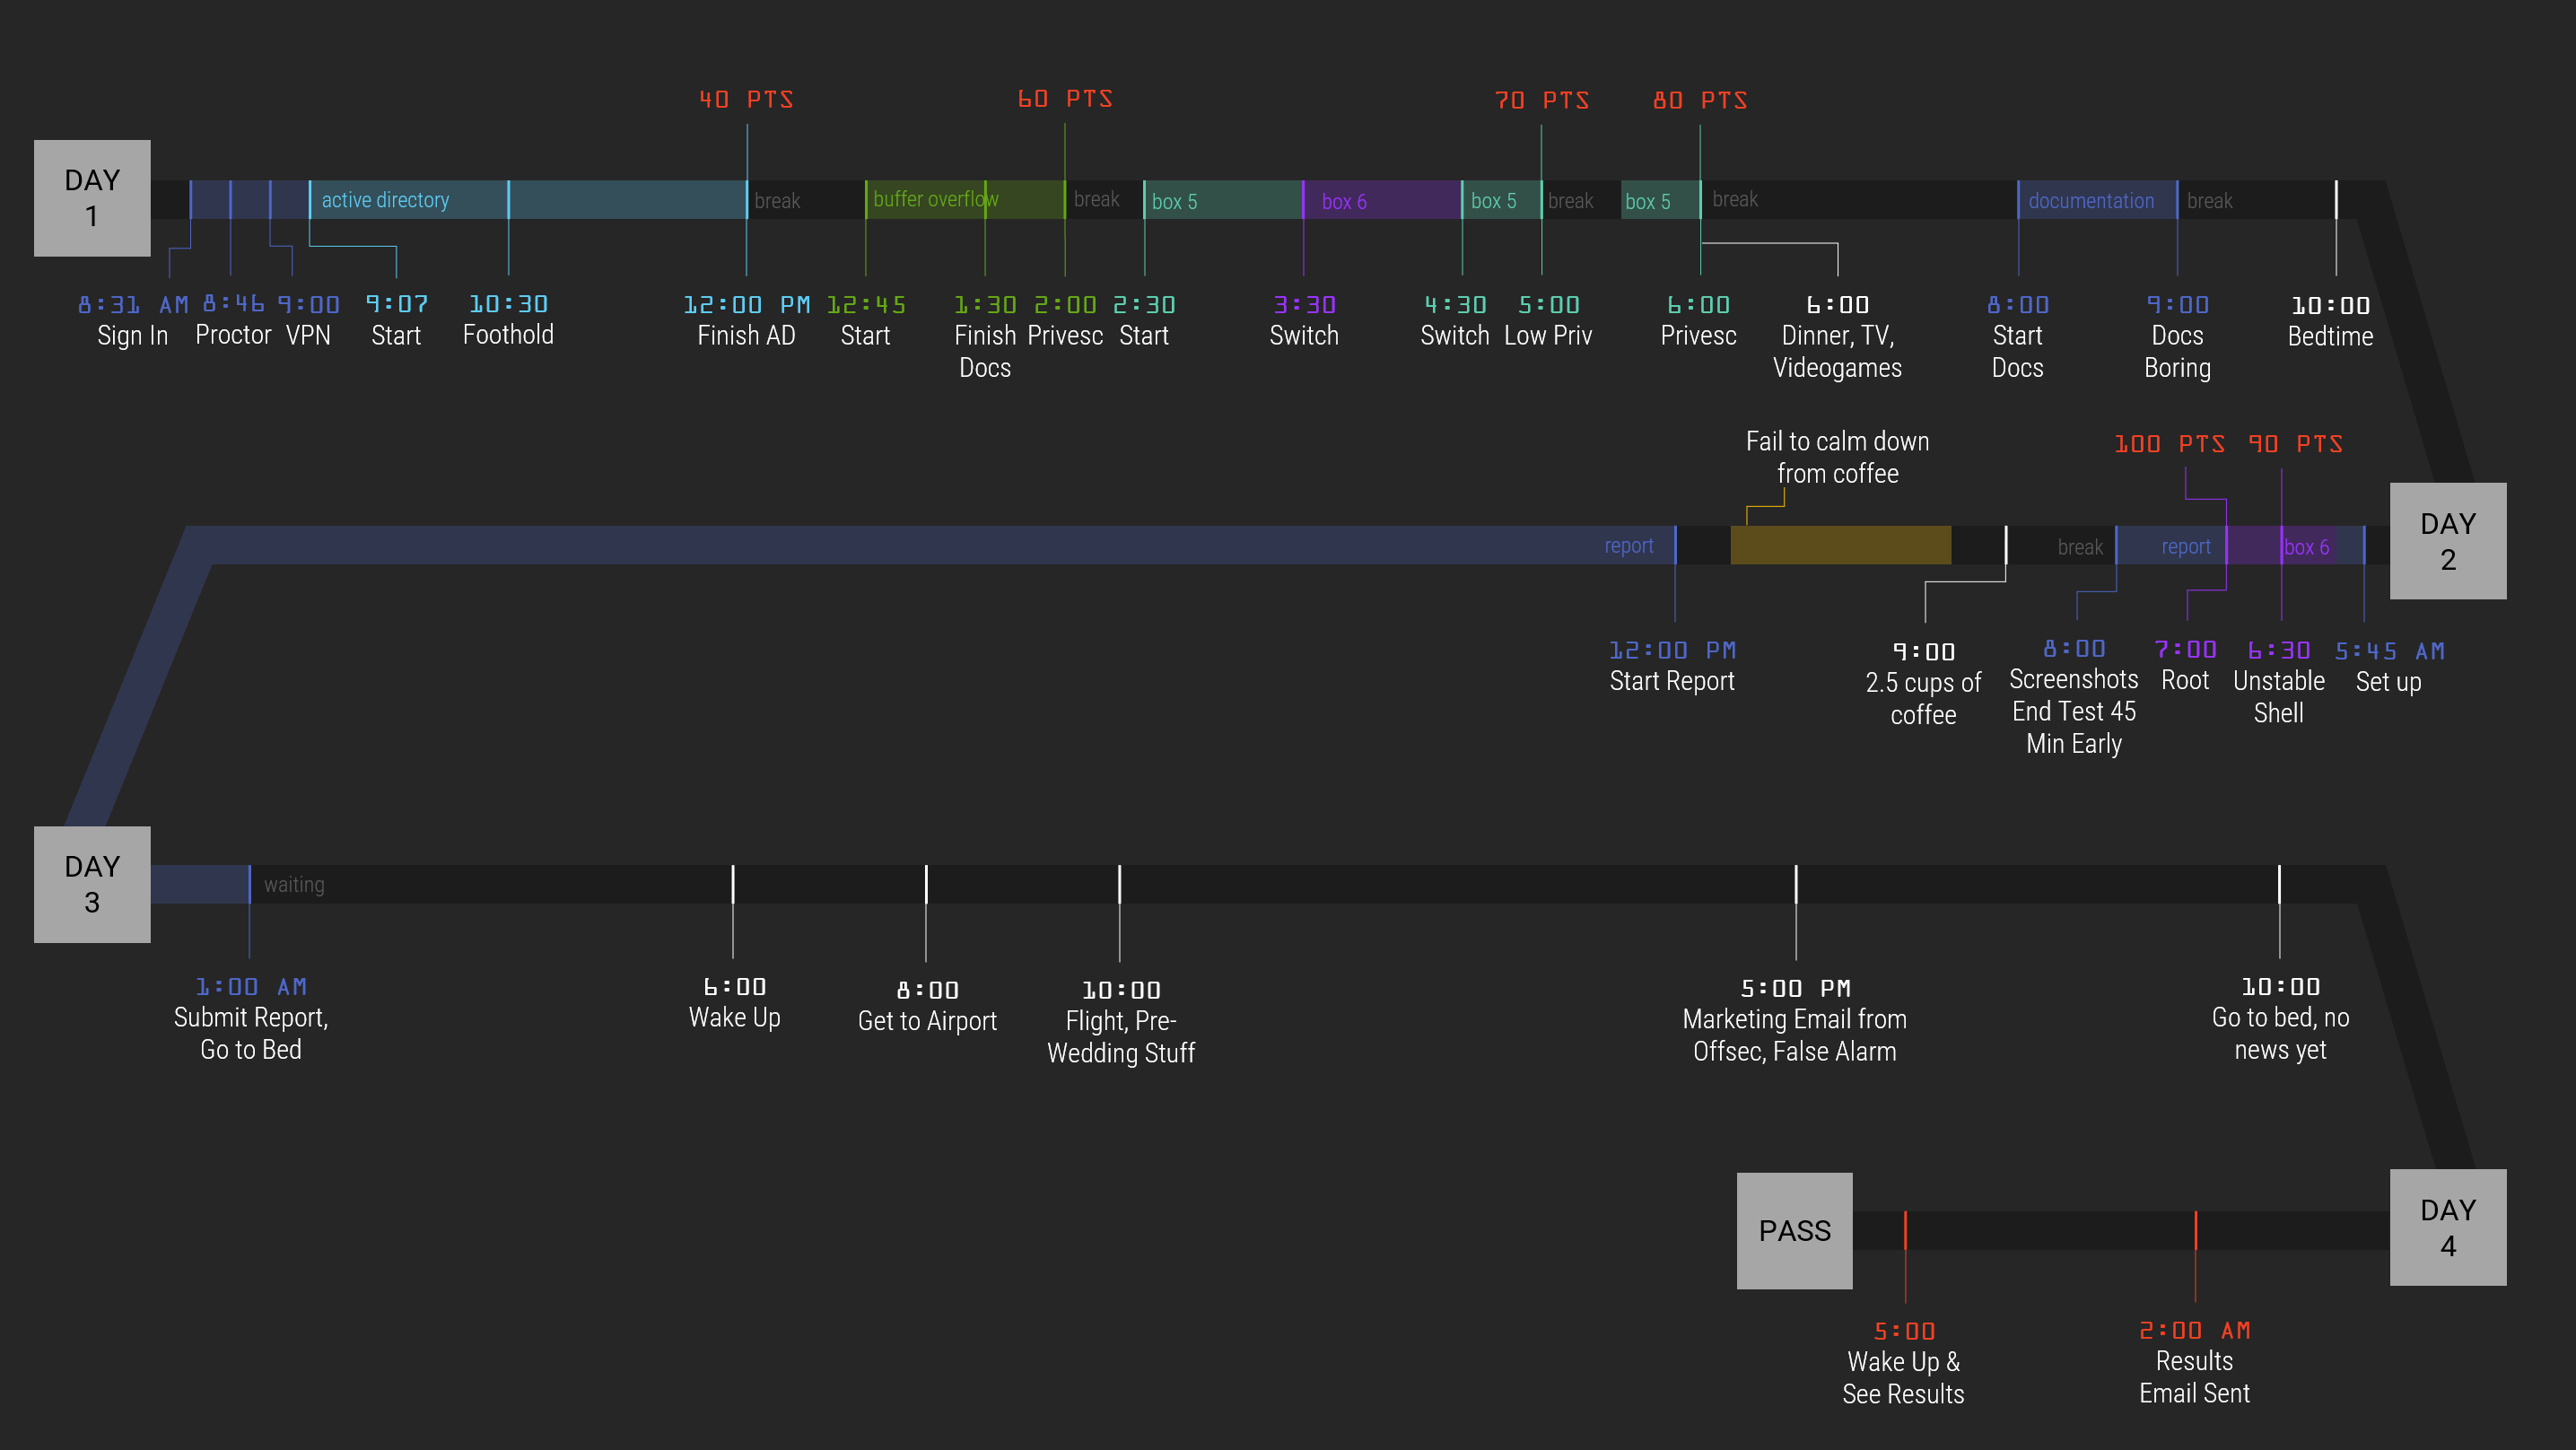 40 PTS
60 PTS
70 PTS
80 PTS
DAY
1
active directory
break
buffer overflow
break
box 5
box 6
box 5
break
box 5
break
documentation
break
8:31 AM
Sign In
8:46
Proctor
9:00
VPN
9:07
Start
10:30
Foothold
12:00 PM
Finish AD
12:45
Start
1:30
Finish
Docs
2:00
Privesc
2:30
Start
3:30
Switch
4:30
Switch
5:00
Low Priv
6:00
Privesc
6:00
Dinner, TV,
Videogames
8:00
Start
Docs
9:00
Docs
Boring
10:00
Bedtime
DAY
2
90 PTS
100 PTS
Fail to calm down
from coffee
box 6
report
break
report
5:45 AM
Set up
6:30
Unstable
Shell
7:00
Root
8:00
Screenshots
End Test 45
Min Early
9:00
2.5 cups of
coffee
12:00 PM
Start Report
DAY
3
waiting
1:00 AM
Submit Report,
Go to Bed
6:00
Wake Up
8:00
Get to Airport
10:00
Flight, Pre-
Wedding Stuff
5:00 PM
Marketing Email from
Offsec, False Alarm
10:00
Go to bed, no
news yet
DAY
4
2:00 AM
Results
Email Sent
5:00
Wake Up &
See Results
PASS